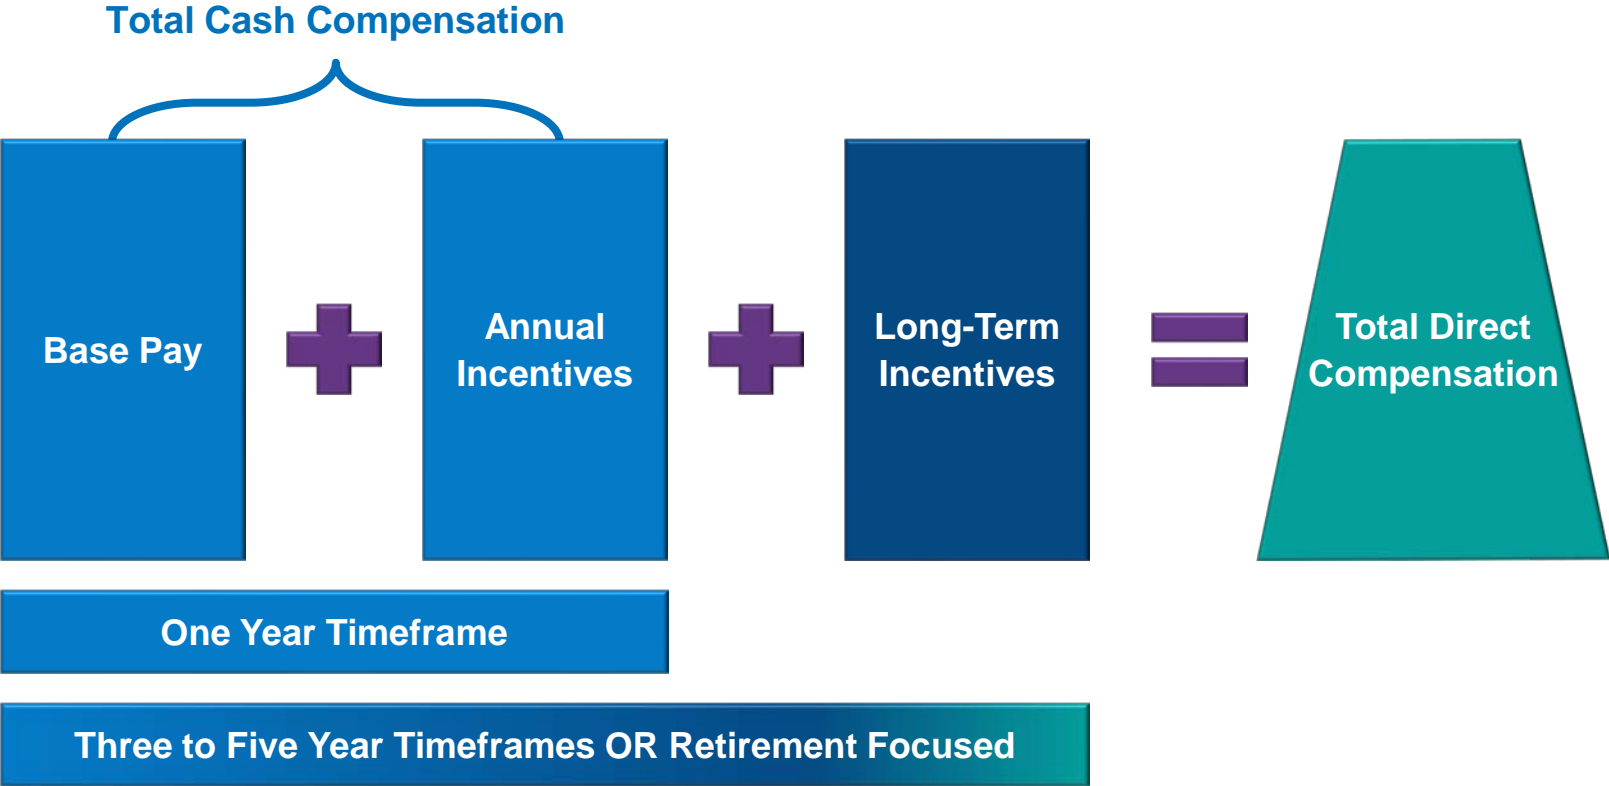 Total Cash Compensation
Base Pay
Annual
Incentives
Long-Term
Incentives
Total Direct
Compensation
One Year Timeframe
Three to Five Year Timeframes OR Retirement Focused